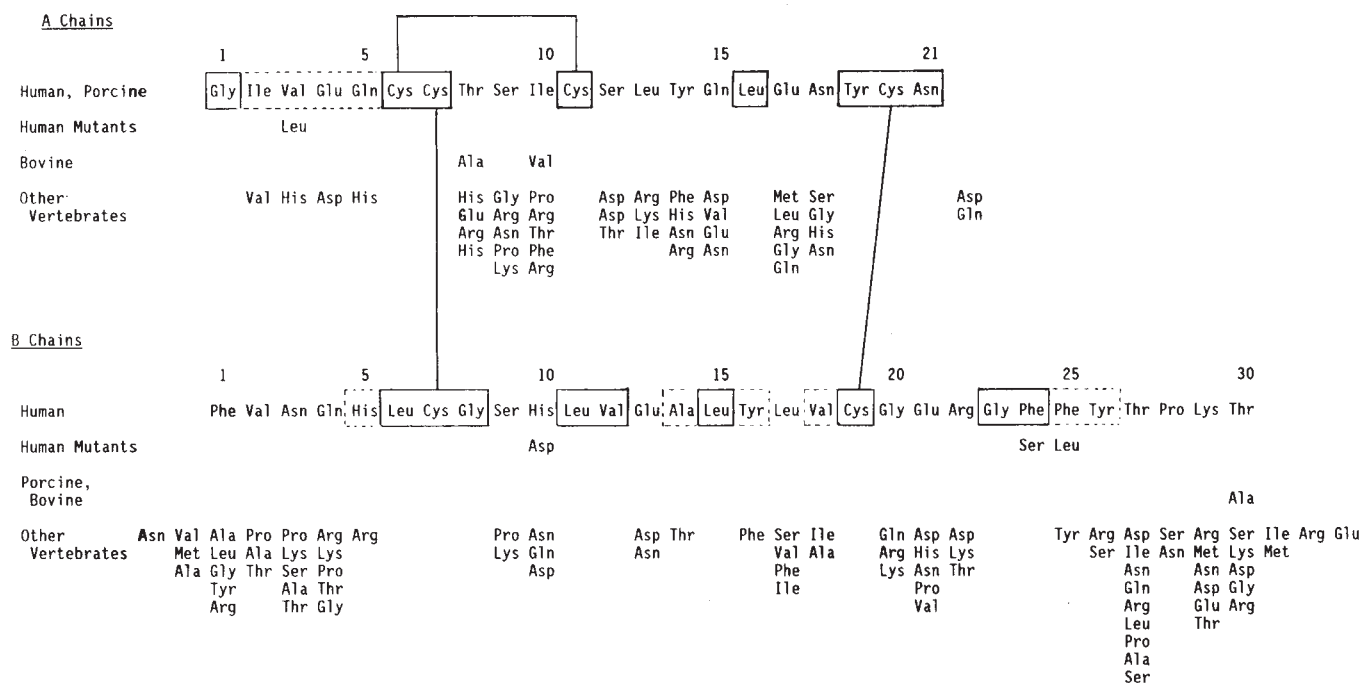 A Chains
1 5 10 15 21
Human, Porcine Gly Ile Val Glu Gln Cys Cys Thr Ser Ile Cys Ser Leu Tyr Gln Leu Glu Asn Tyr Cys Asn
Human Mutants Leu
Bovine Ala Val
Other Val His Asp His His Gly Pro Asp Arg Phe Asp Met Ser Asp
Vertebrates Glu Arg Arg Asp Lys His Val Leu Gly Gln
Arg Asn Thr Thr Ile Asn Glu Arg His
His Pro Phe Arg Asn Gly Asn
Lys Arg Gln
B Chains
1 5 10 15 20 25 30
Human Phe Val Asn Gln His Leu Cys Gly Ser His Leu Val Glu Ala Leu Tyr Leu Val Cys Gly Glu Arg Gly Phe Phe Tyr Thr Pro Lys Thr
Human Mutants Asp Ser Leu
Porcine,
Bovine Ala
Other Asn Val Ala Pro Pro Arg Arg Pro Asn Asp Thr Phe Ser Ile Gln Asp Asp Tyr Arg Asp Ser Arg Ser Ile Arg Glu
Vertebrates Met Leu Ala Lys Lys Lys Gln Asn Val Ala Arg His Lys Ser Ile Asn Met Lys Met
Ala Gly Thr Ser Pro Asp Phe Lys Asn Thr Asn Asn Asp
Tyr Ala Thr Ile Pro Gln Asp Gly
Arg Thr Gly Val Arg Glu Arg
Leu Thr
Pro
Ala
Ser